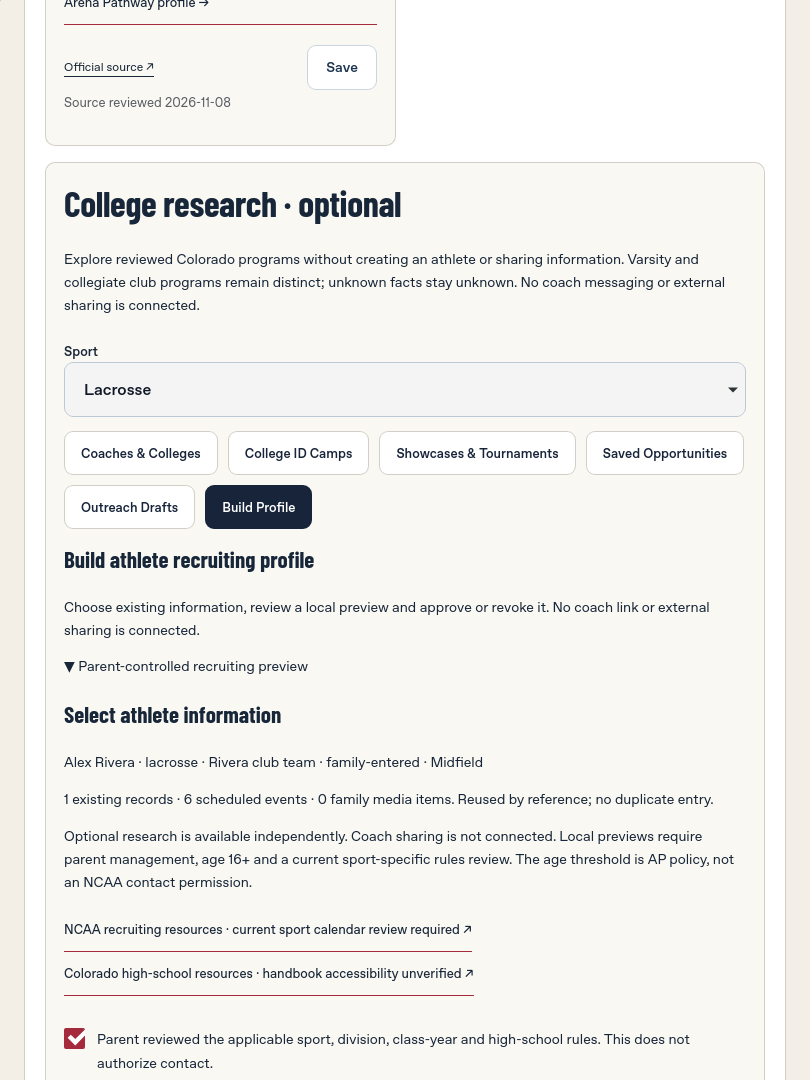 Arena Pathway profile →
Official source ↗
Save
Source reviewed 2026-11-08
College research · optional
Explore reviewed Colorado programs without creating an athlete or sharing information. Varsity and
collegiate club programs remain distinct; unknown facts stay unknown. No coach messaging or external
sharing is connected.
Sport
Lacrosse
Coaches & Colleges
College ID Camps
Showcases & Tournaments
Saved Opportunities
Outreach Drafts
Build Profile
Build athlete recruiting profile
Choose existing information, review a local preview and approve or revoke it. No coach link or external
sharing is connected.
▼ Parent-controlled recruiting preview
Select athlete information
Alex Rivera · lacrosse · Rivera club team · family-entered · Midfield
1 existing records · 6 scheduled events · 0 family media items. Reused by reference; no duplicate entry.
Optional research is available independently. Coach sharing is not connected. Local previews require
parent management, age 16+ and a current sport-specific rules review. The age threshold is AP policy, not
an NCAA contact permission.
NCAA recruiting resources · current sport calendar review required ↗
Colorado high-school resources · handbook accessibility unverified ↗
Parent reviewed the applicable sport, division, class-year and high-school rules. This does not
authorize contact.